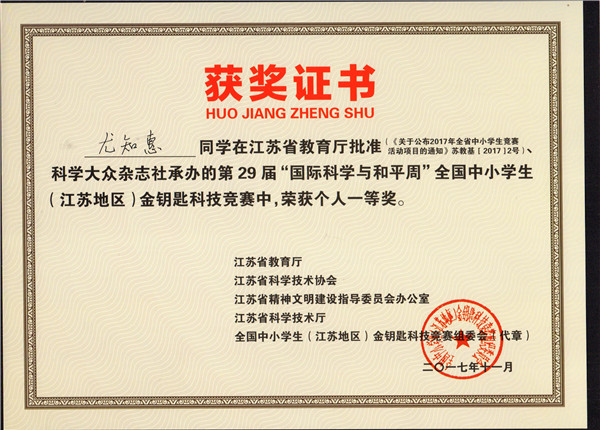 获奖证书
HUO JIANG ZHENG SHU
尤知惠 同学在江苏省教育厅批准(《关于公布2017年全省中小学生竞赛活动项目的通知》苏教基［2017］2号)、
科学大众杂志社承办的第29届“国际科学与和平周”全国中小学生
(江苏地区)金钥匙科技竞赛中,荣获个人一等奖。
江苏省教育厅
江苏省科学技术协会
江苏省精神文明建设指导委员会办公室
江苏省科学技术厅
全国中小学生(江苏地区)金钥匙科技竞赛组委会(代章)
二〇一七年十一月